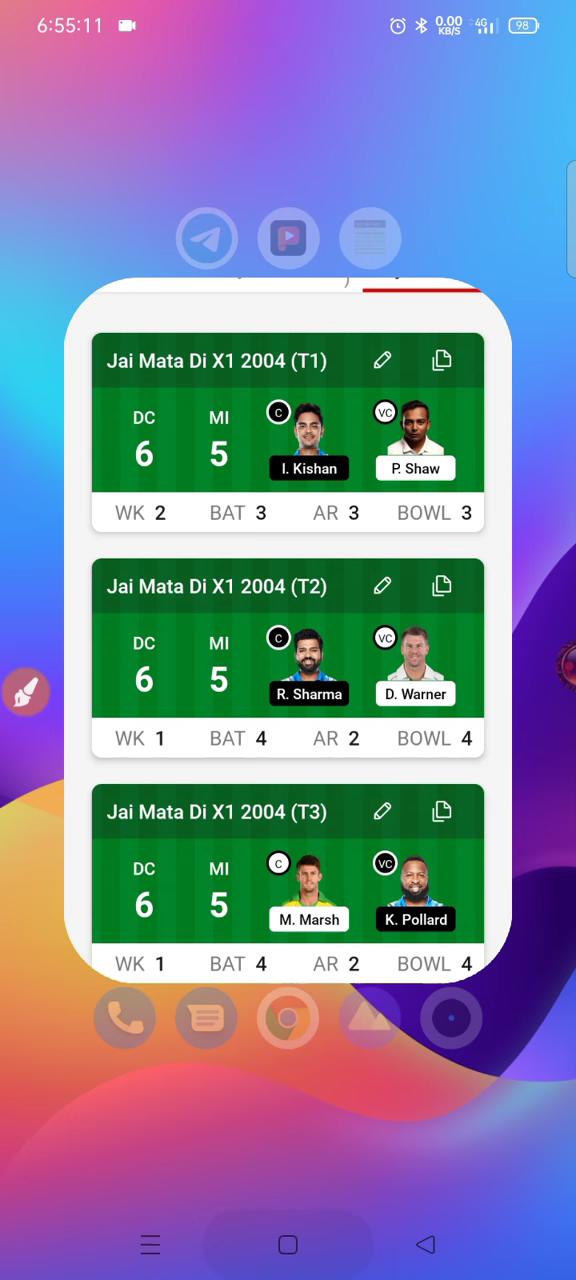 6:55:11 0.00 KB/S 4G 98
Jai Mata Di X1 2004 (T1)
DC MI C VC
6 5
I. Kishan P. Shaw
WK 2 BAT 3 AR 3 BOWL 3
Jai Mata Di X1 2004 (T2)
DC MI C VC
6 5
R. Sharma D. Warner
WK 1 BAT 4 AR 2 BOWL 4
Jai Mata Di X1 2004 (T3)
DC MI C VC
6 5
M. Marsh K. Pollard
WK 1 BAT 4 AR 2 BOWL 4